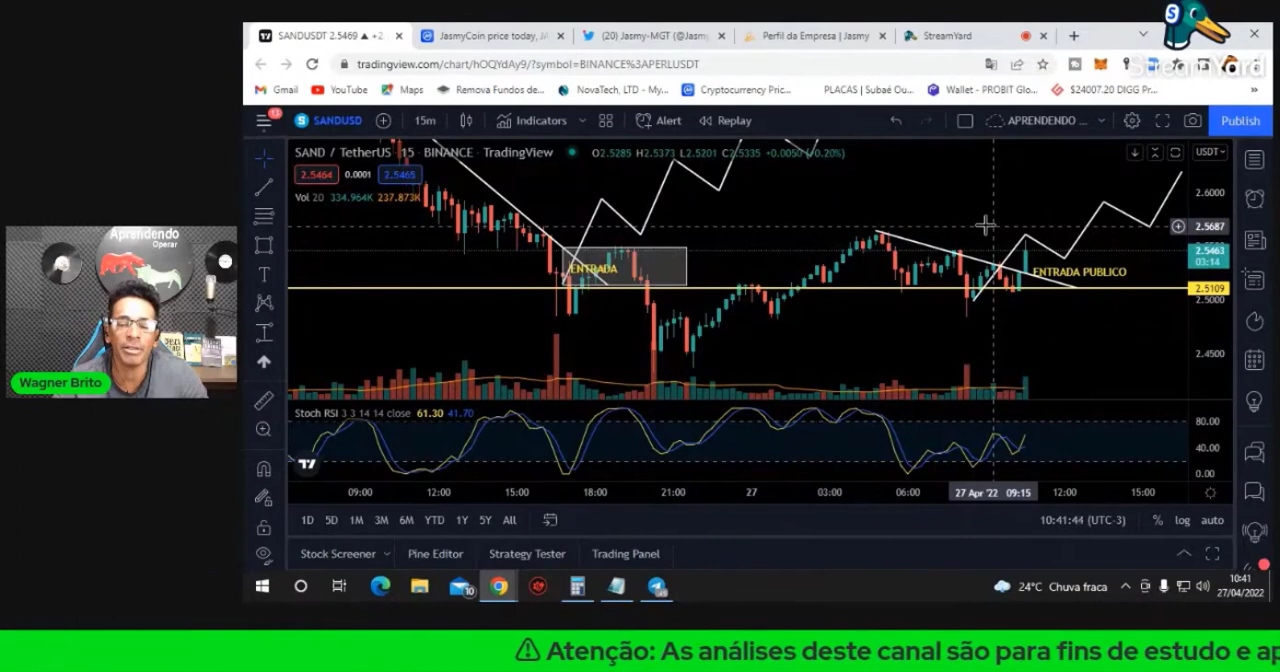 SANDUSDT 2.5469 ▲ +2
JasmyCoin price today, JA
(20) Jasmy-MGT (@Jasmy
Perfil da Empresa | Jasmy
StreamYard
StreamYard
tradingview.com/chart/hOQYdAy9/?symbol=BINANCE%3APERLUSDT
Gmail
YouTube
Maps
Remova Fundos de...
NovaTech, LTD - My...
Cryptocurrency Pric...
PLACAS | Subaé Ou...
Wallet - PROBIT Glo...
$24007.20 DIGG Pr...
»
SANDUSD
15m
Indicators
Alert
Replay
APRENDENDO ...
Publish
SAND / TetherUS · 15 · BINANCE · TradingView
O2.5285 H2.5373 L2.5201 C2.5335 +0.0050 (+0.20%)
USDT
2.5464 0.0001 2.5465
Vol 20 334.964K 237.873K
2.6000
2.5687
2.5463
03:14
2.5109
2.5000
2.4500
ENTRADA
ENTRADA PUBLICO
Aprendendo
Operar
Wagner Brito
Stoch RSI 3 3 14 14 close 61.30 41.70
80.00
40.00
0.00
09:00 12:00 15:00 18:00 21:00 27 03:00 06:00 27 Apr '22 09:15 12:00 15:00
1D 5D 1M 3M 6M YTD 1Y 5Y All
10:41:44 (UTC-3) % log auto
Stock Screener Pine Editor Strategy Tester Trading Panel
10
24°C Chuva fraca
10:41
27/04/2022
Atenção: As análises deste canal são para fins de estudo e ap